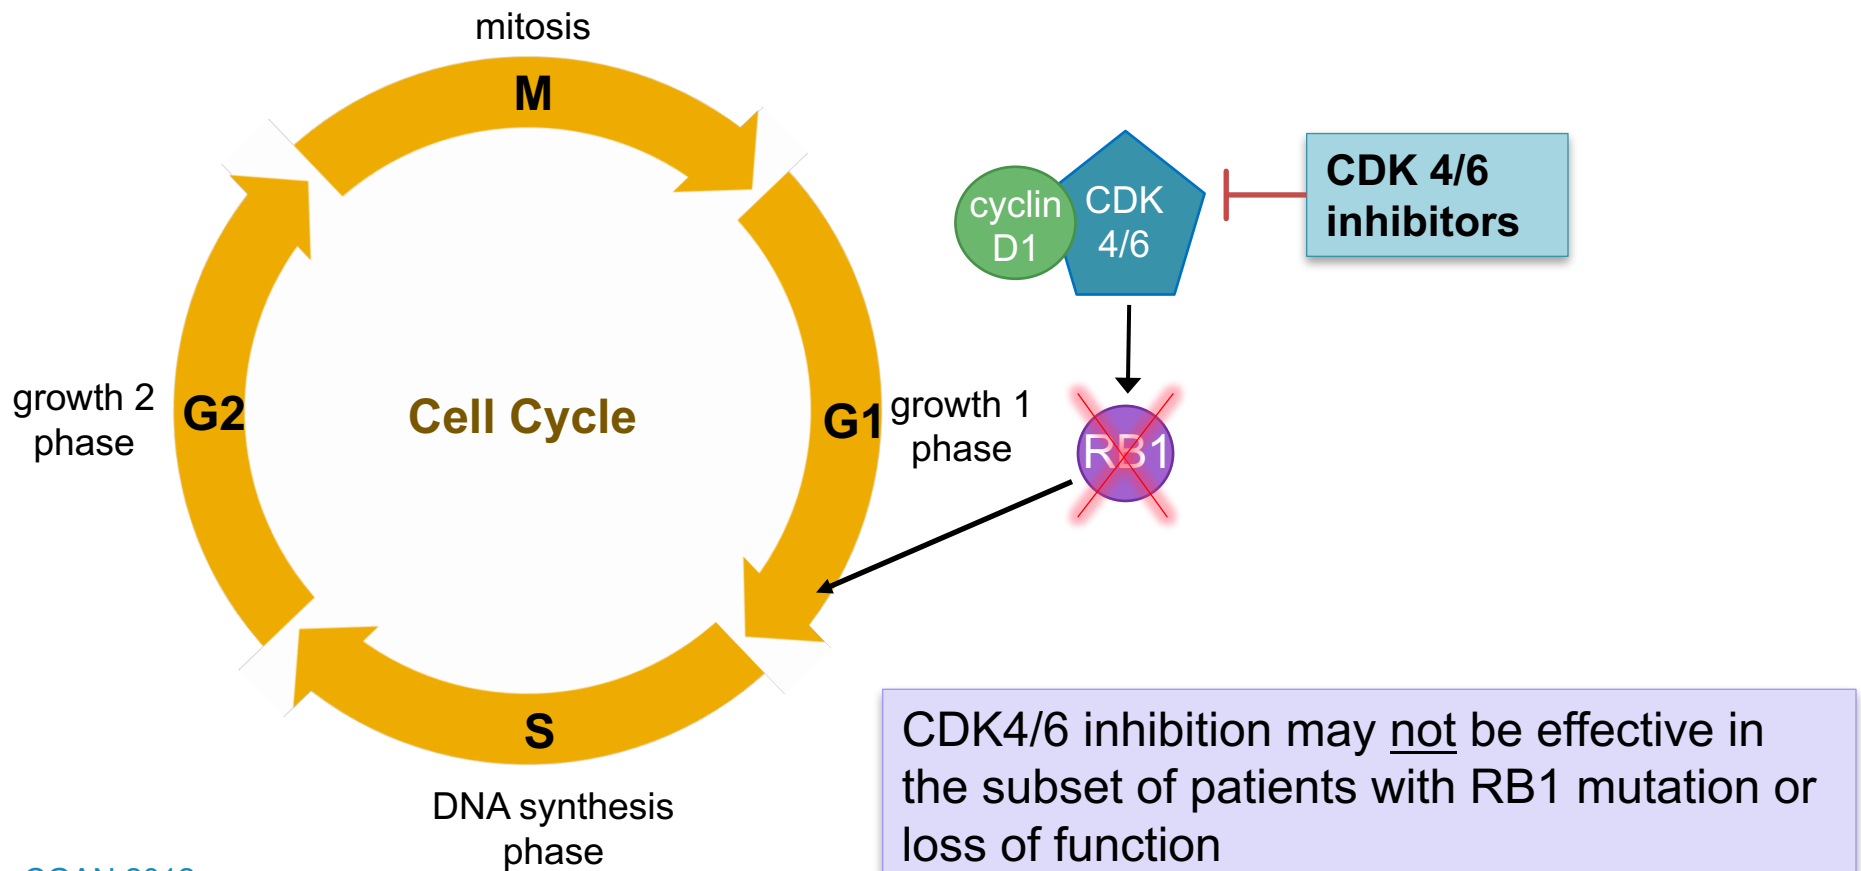 mitosis
M
cyclin
D1
CDK
4/6
CDK 4/6
inhibitors
growth 2
phase
G2
Cell Cycle
G1
growth 1
phase
RB1
S
DNA synthesis
phase
CDK4/6 inhibition may not be effective in
the subset of patients with RB1 mutation or
loss of function